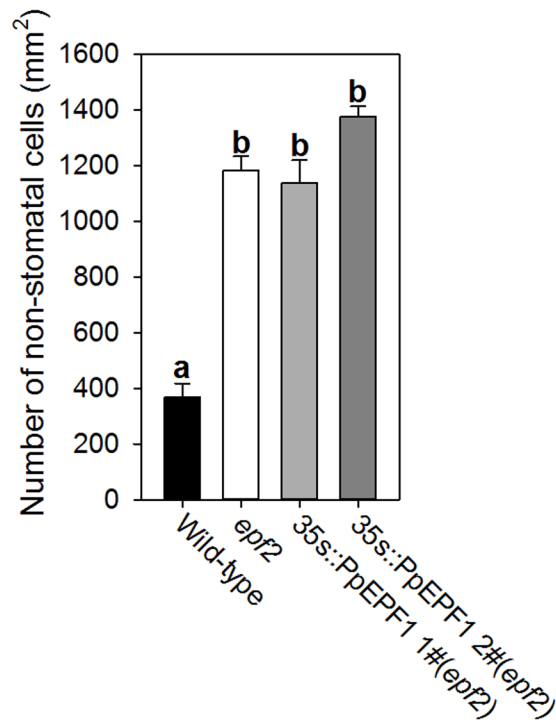 Number of non-stomatal cells (mm²)
1600
1400
1200
1000
800
600
400
200
0
a
b
b
b
Wild-type
epf2
35s::PpEPF1 1#(epf2)
35s::PpEPF1 2#(epf2)